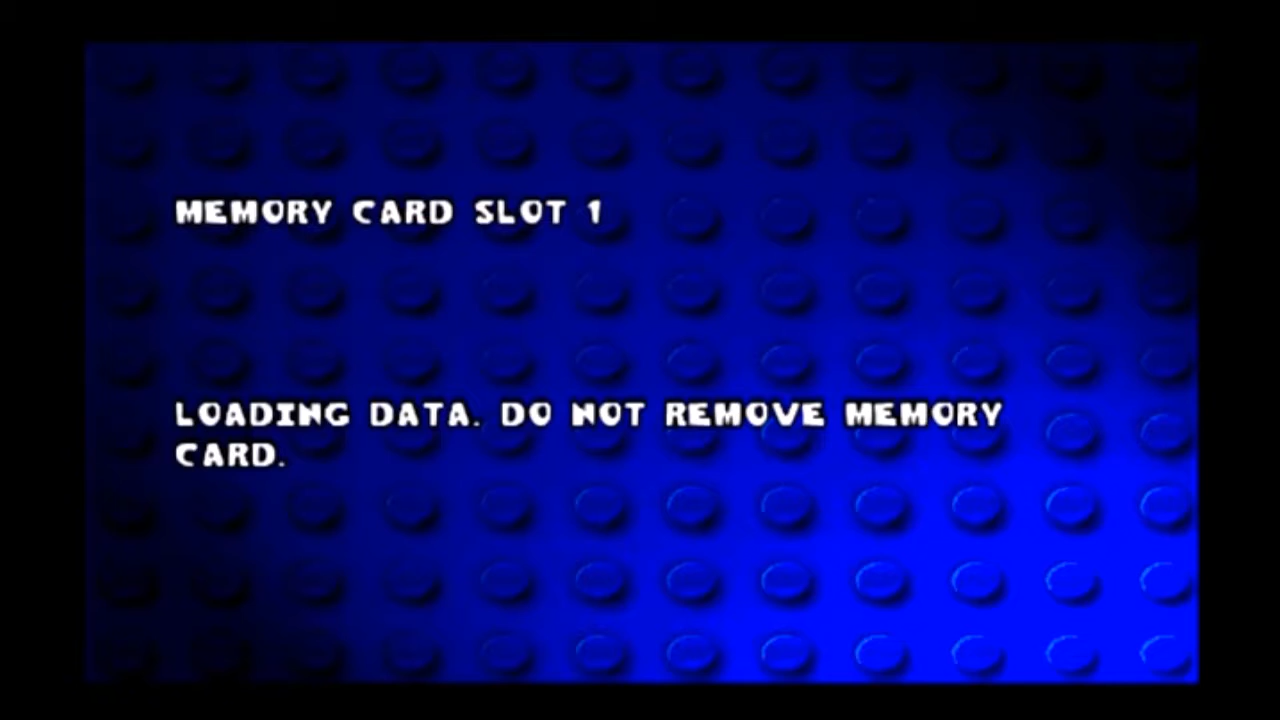 MEMORY CARD SLOT 1
LOADING DATA. DO NOT REMOVE MEMORY
CARD.